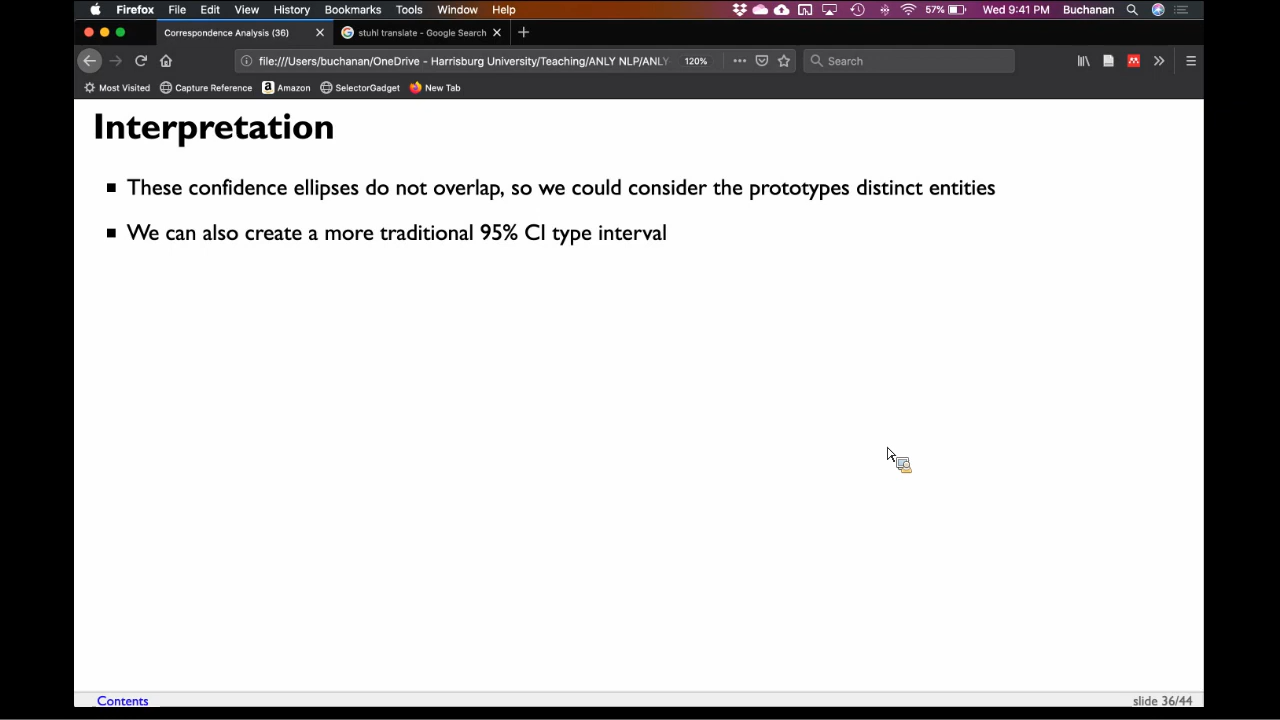 Firefox File Edit View History Bookmarks Tools Window Help 57% Wed 9:41 PM Buchanan
Correspondence Analysis (36) stuhl translate - Google Search
file:///Users/buchanan/OneDrive - Harrisburg University/Teaching/ANLY NLP/ANLY 120% Search
Most Visited Capture Reference Amazon SelectorGadget New Tab
Interpretation
These confidence ellipses do not overlap, so we could consider the prototypes distinct entities
We can also create a more traditional 95% CI type interval
Contents slide 36/44